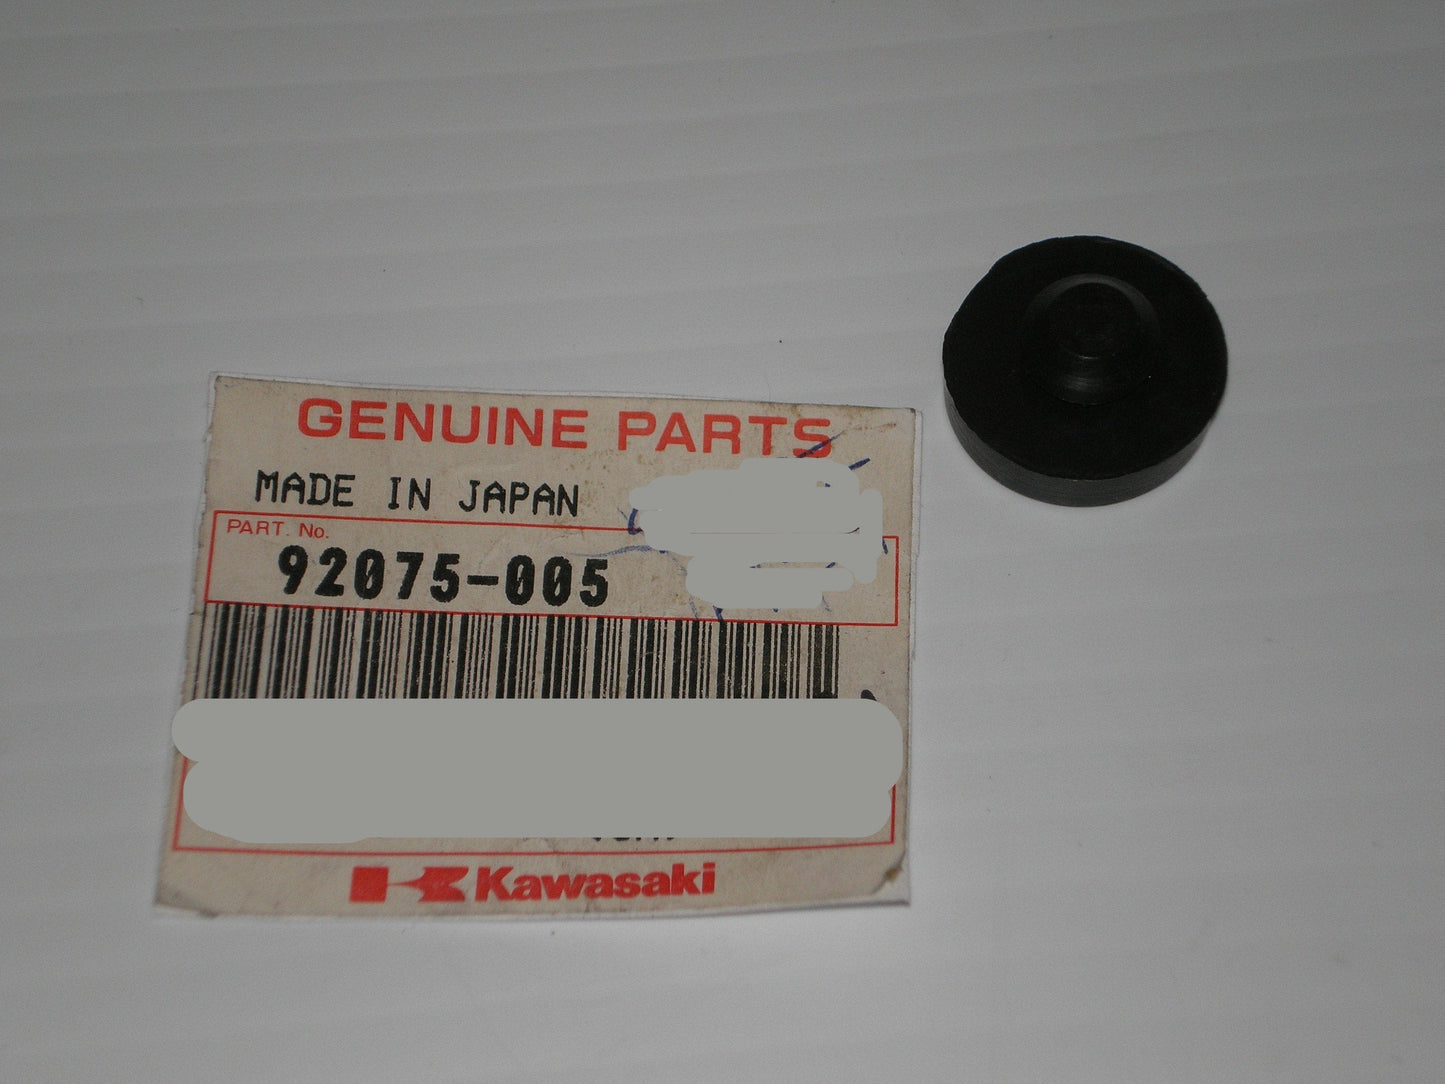 GENUINE PARTS
MADE IN JAPAN
PART. No.
92075-005
Kawasaki